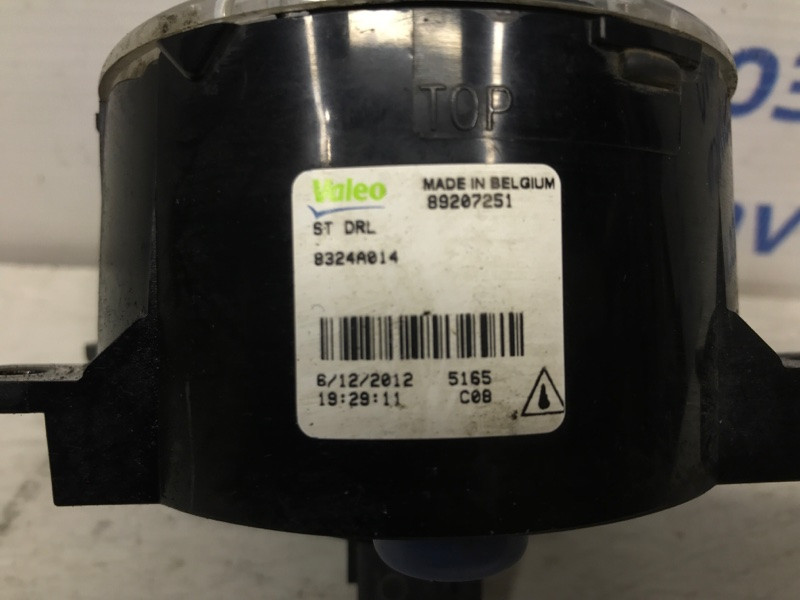 TOP
Valeo MADE IN BELGIUM
89207251
ST DRL
8324A014
6/12/2012 5165
19:29:11 C08